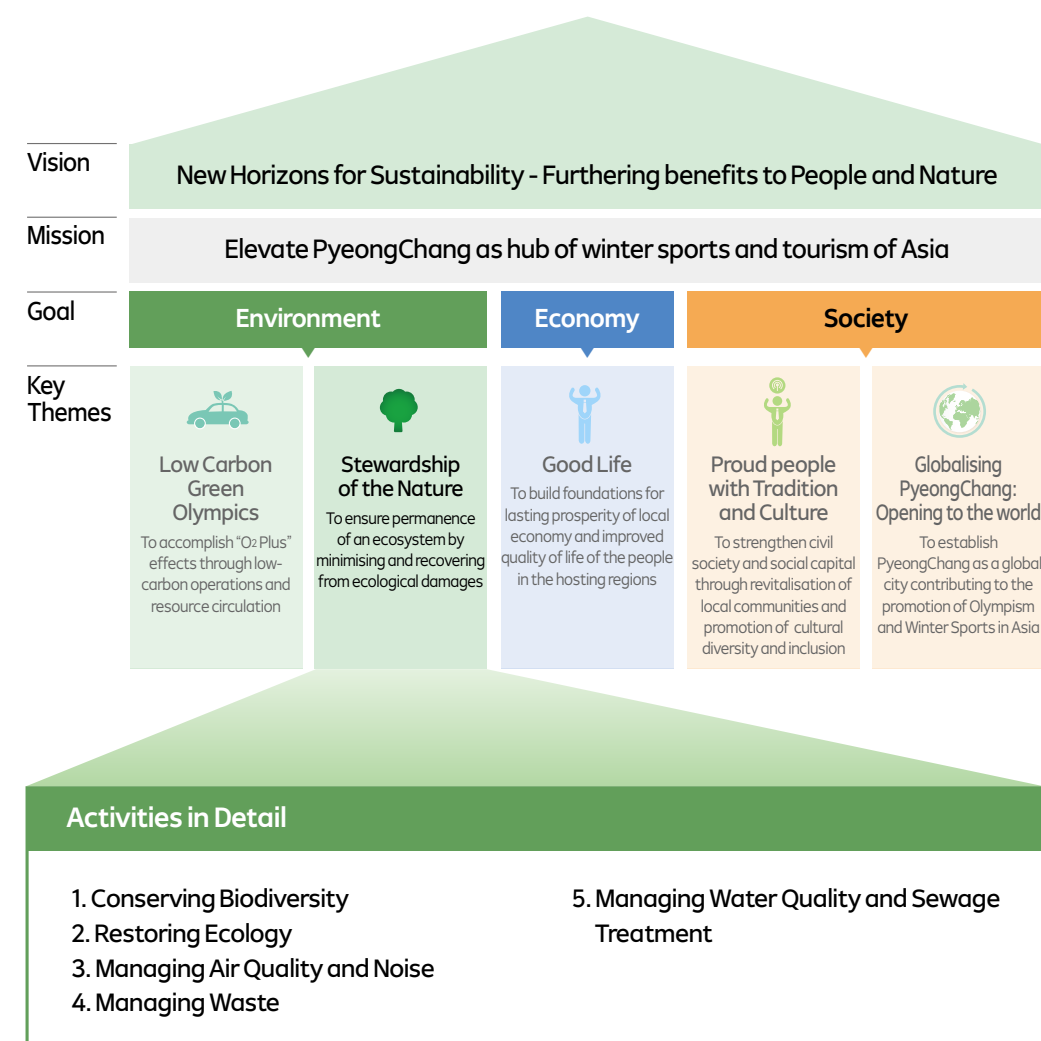 Vision
New Horizons for Sustainability - Furthering benefits to People and Nature
Mission
Elevate PyeongChang as hub of winter sports and tourism of Asia
Goal
Environment
Economy
Society
Key
Themes
Low Carbon
Green
Olympics
To accomplish "O2 Plus"
effects through low-
carbon operations and
resource circulation
Stewardship
of the Nature
To ensure permanence
of an ecosystem by
minimising and recovering
from ecological damages
Good Life
To build foundations for
lasting prosperity of local
economy and improved
quality of life of the people
in the hosting regions
Proud people
with Tradition
and Culture
To strengthen civil
society and social capital
through revitalisation of
local communities and
promotion of cultural
diversity and inclusion
Globalising
PyeongChang:
Opening to the world
To establish
PyeongChang as a global
city contributing to the
promotion of Olympism
and Winter Sports in Asia
Activities in Detail
1. Conserving Biodiversity
2. Restoring Ecology
3. Managing Air Quality and Noise
4. Managing Waste
5. Managing Water Quality and Sewage
Treatment